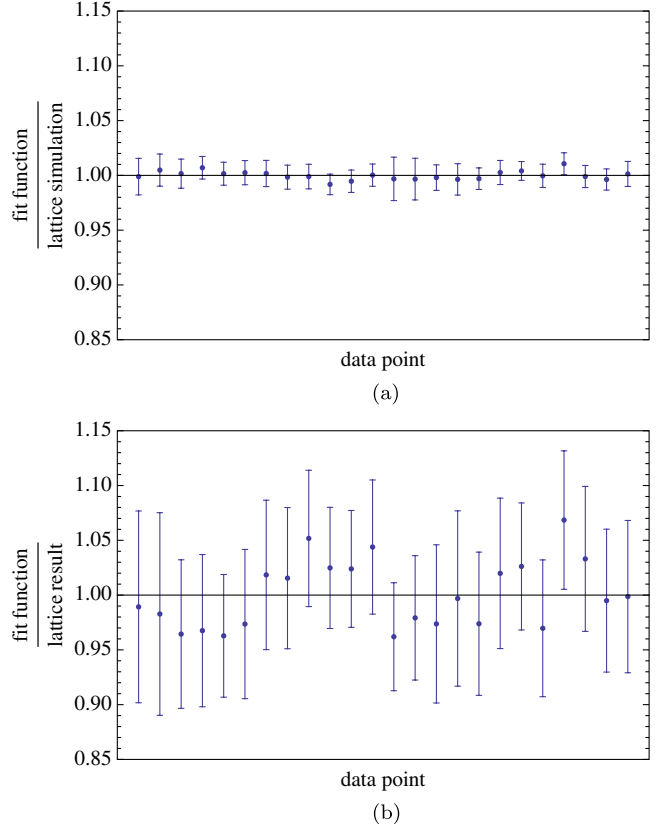 1.15
1.10
1.05
1.00
0.95
0.90
0.85
fit function
lattice simulation
data point
(a)
1.15
1.10
1.05
1.00
0.95
0.90
0.85
fit function
lattice result
data point
(b)